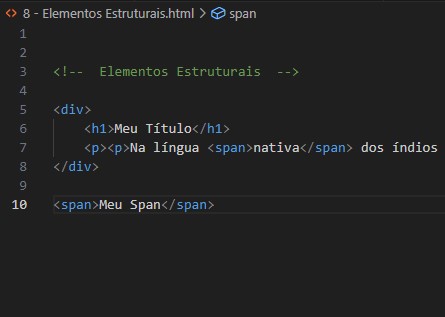 8 - Elementos Estruturais.html > span
1
2
3 <!--  Elementos Estruturais  -->
4
5 <div>
6     <h1>Meu Título</h1>
7     <p><p>Na língua <span>nativa</span> dos índios
8 </div>
9
10 <span>Meu Span</span>